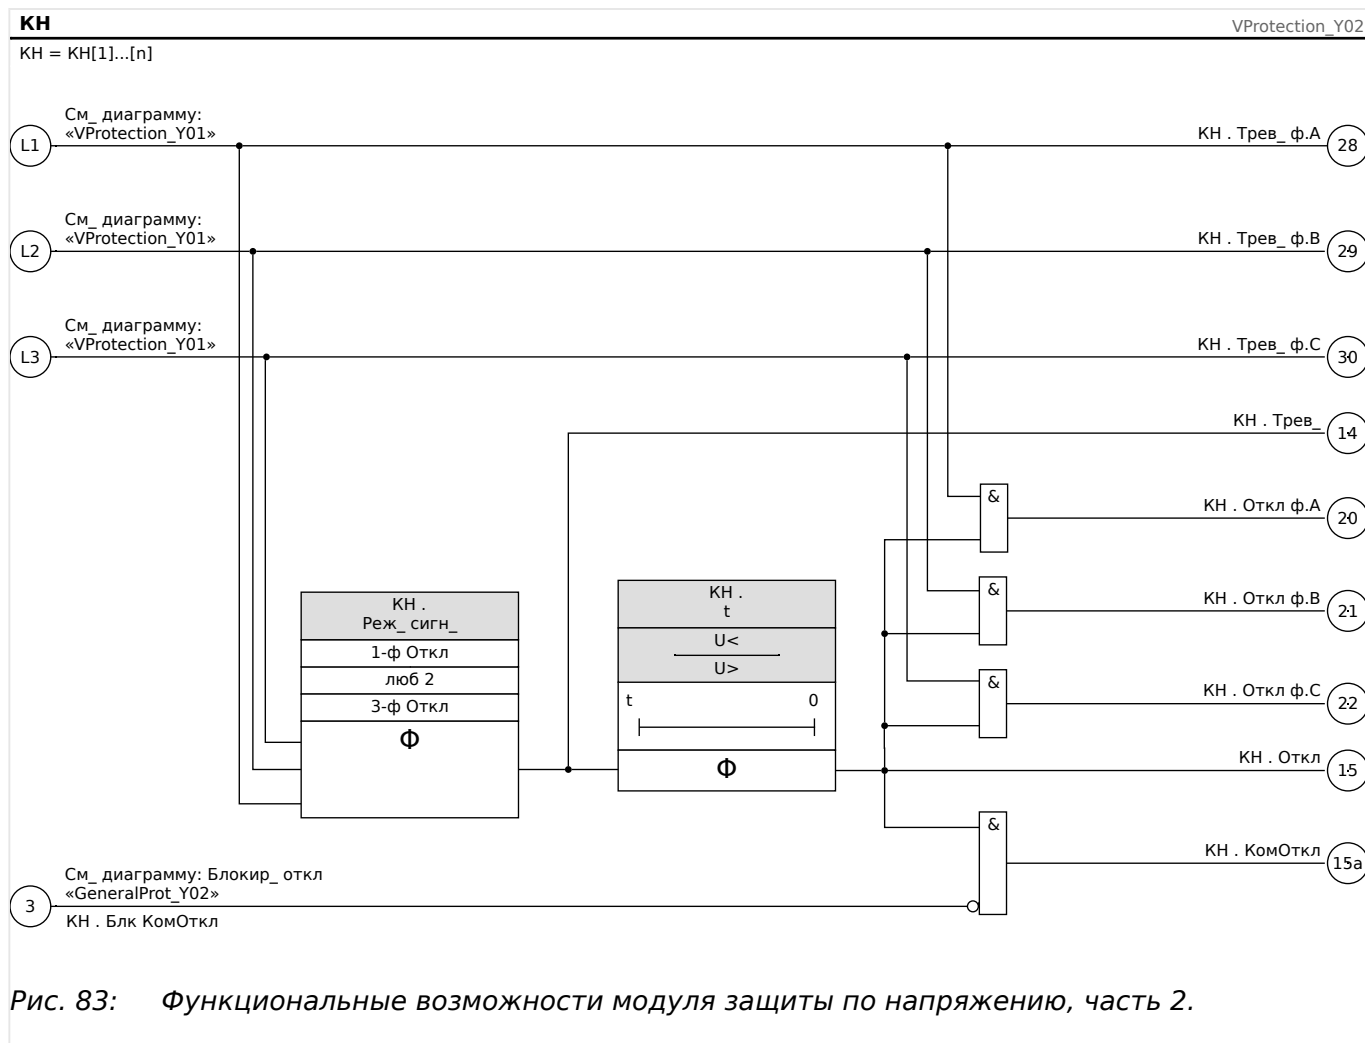 КН
VProtection_Y02
КН = КН[1]...[n]
См_ диаграмму:
«VProtection_Y01»
L1
КН . Трев_ ф.А
28
См_ диаграмму:
«VProtection_Y01»
L2
КН . Трев_ ф.В
29
См_ диаграмму:
«VProtection_Y01»
L3
КН . Трев_ ф.С
30
КН . Трев_
14
&
КН . Откл ф.А
20
&
КН . Откл ф.В
21
&
КН . Откл ф.С
22
КН .
Реж_ сигн_
1-ф Откл
люб 2
3-ф Откл
Ф
КН .
t
U<
U>
t 0
Ф
КН . Откл
15
&
КН . КомОткл
15a
См_ диаграмму: Блокир_ откл
«GeneralProt_Y02»
3
КН . Блк КомОткл
Рис. 83: Функциональные возможности модуля защиты по напряжению, часть 2.